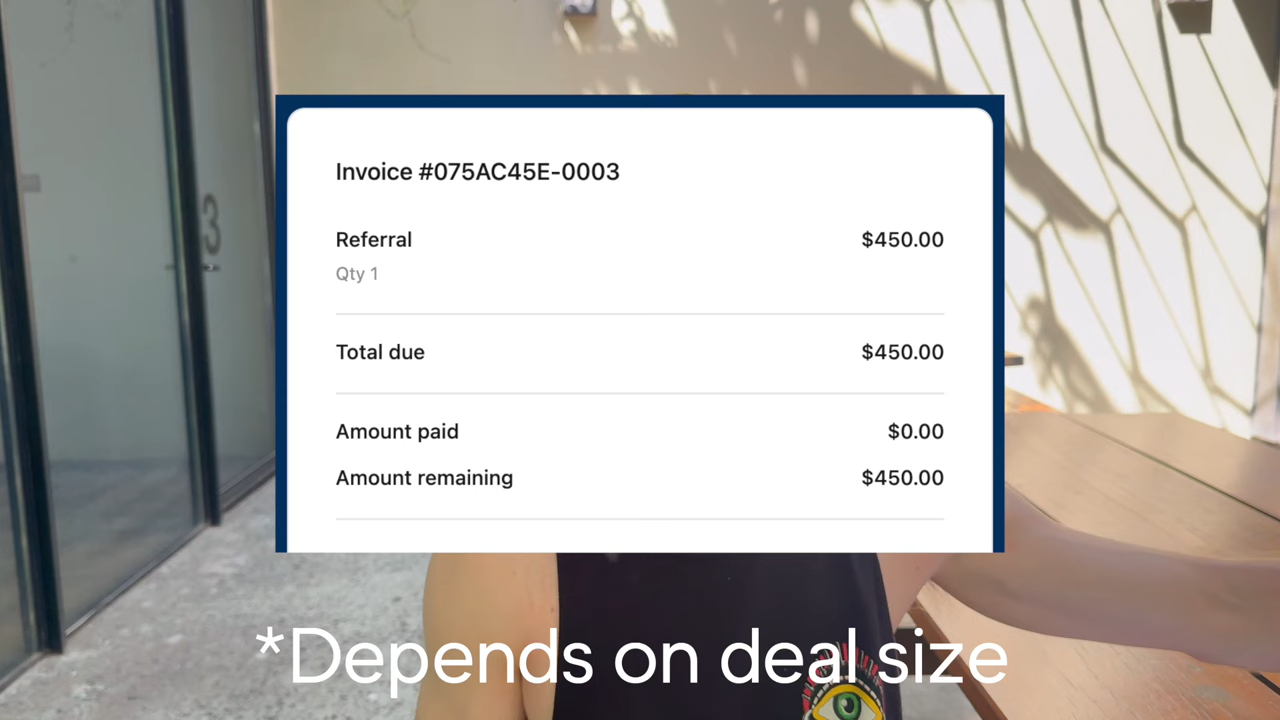 3
Invoice #075AC45E-0003
Referral $450.00
Qty 1
Total due $450.00
Amount paid $0.00
Amount remaining $450.00
*Depends on deal size